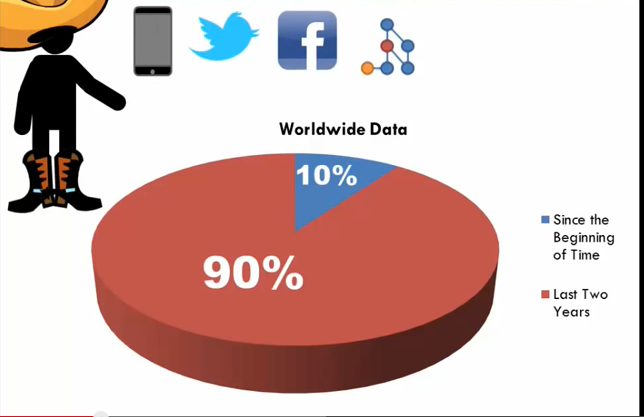 f
Worldwide Data
10%
90%
Since the
Beginning
of Time
Last Two
Years